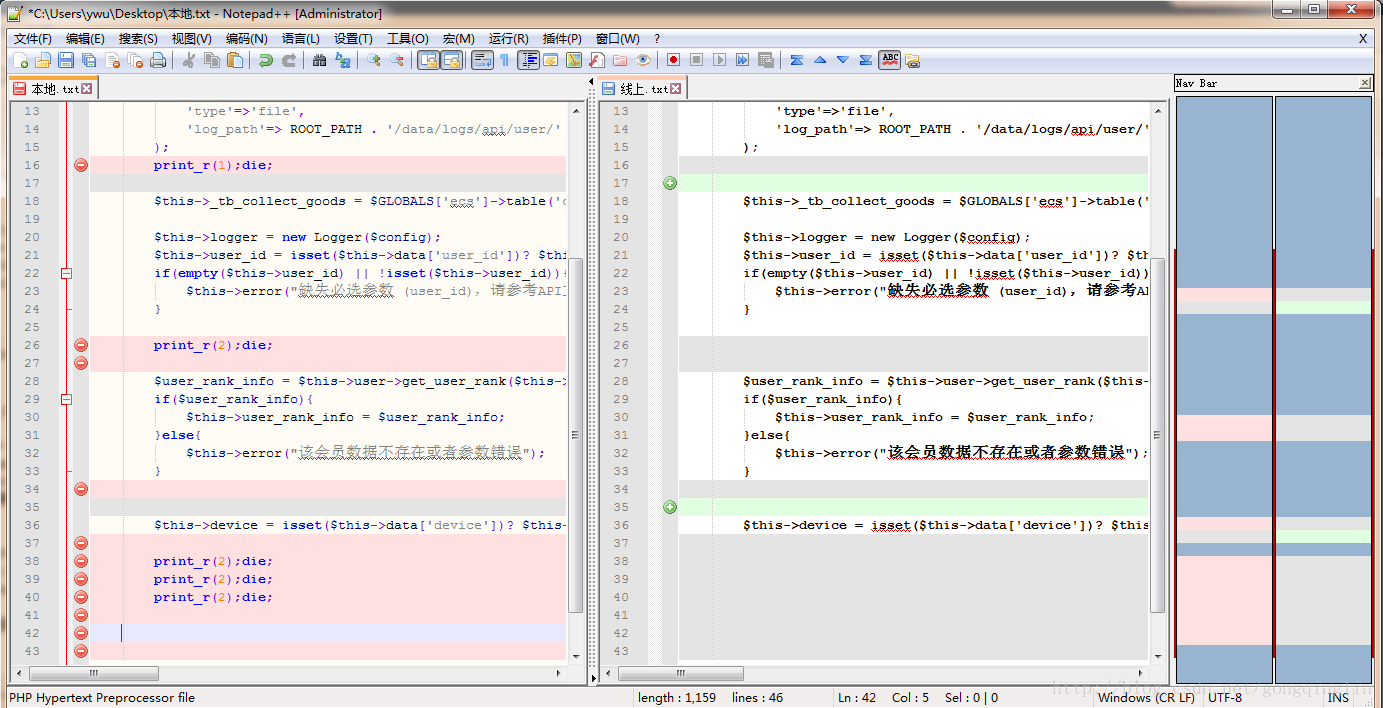 *C:\Users\ywu\Desktop\本地.txt - Notepad++ [Administrator]
文件(F) 编辑(E) 搜索(S) 视图(V) 编码(N) 语言(L) 设置(T) 工具(O) 宏(M) 运行(R) 插件(P) 窗口(W) ? X
ABC
本地.txt
13 'type'=>'file',
14 'log_path'=> ROOT_PATH . '/data/logs/api/user/'
15 );
16 print_r(1);die;
17
18 $this->_tb_collect_goods = $GLOBALS['ecs']->table('
19
20 $this->logger = new Logger($config);
21 $this->user_id = isset($this->data['user_id'])?
22 if(empty($this->user_id) || !isset($this->user_id)){
23 $this->error("缺失必选参数 (user_id), 请参考API
24 }
25
26 print_r(2);die;
27
28 $user_rank_info = $this->user->get_user_rank($this-
29 if($user_rank_info){
30 $this->user_rank_info = $user_rank_info;
31 }else{
32 $this->error("该会员数据不存在或者参数错误");
33 }
34
35
36 $this->device = isset($this->data['device'])? $this-
37
38 print_r(2);die;
39 print_r(2);die;
40 print_r(2);die;
41
42
43
线上.txt
13 'type'=>'file',
14 'log_path'=> ROOT_PATH . '/data/logs/api/user/'
15 );
16
17
18 $this->_tb_collect_goods = $GLOBALS['ecs']->table('
19
20 $this->logger = new Logger($config);
21 $this->user_id = isset($this->data['user_id'])?
22 if(empty($this->user_id) || !isset($this->user_id))
23 $this->error("缺失必选参数 (user_id), 请参考AP
24 }
25
26
27
28 $user_rank_info = $this->user->get_user_rank($this-
29 if($user_rank_info){
30 $this->user_rank_info = $user_rank_info;
31 }else{
32 $this->error("该会员数据不存在或者参数错误");
33 }
34
35
36 $this->device = isset($this->data['device'])? $this
37
38
39
40
41
42
43
Nav Bar
PHP Hypertext Preprocessor file length : 1,159 lines : 46 Ln : 42 Col : 5 Sel : 0 | 0 Windows (CR LF) UTF-8 INS